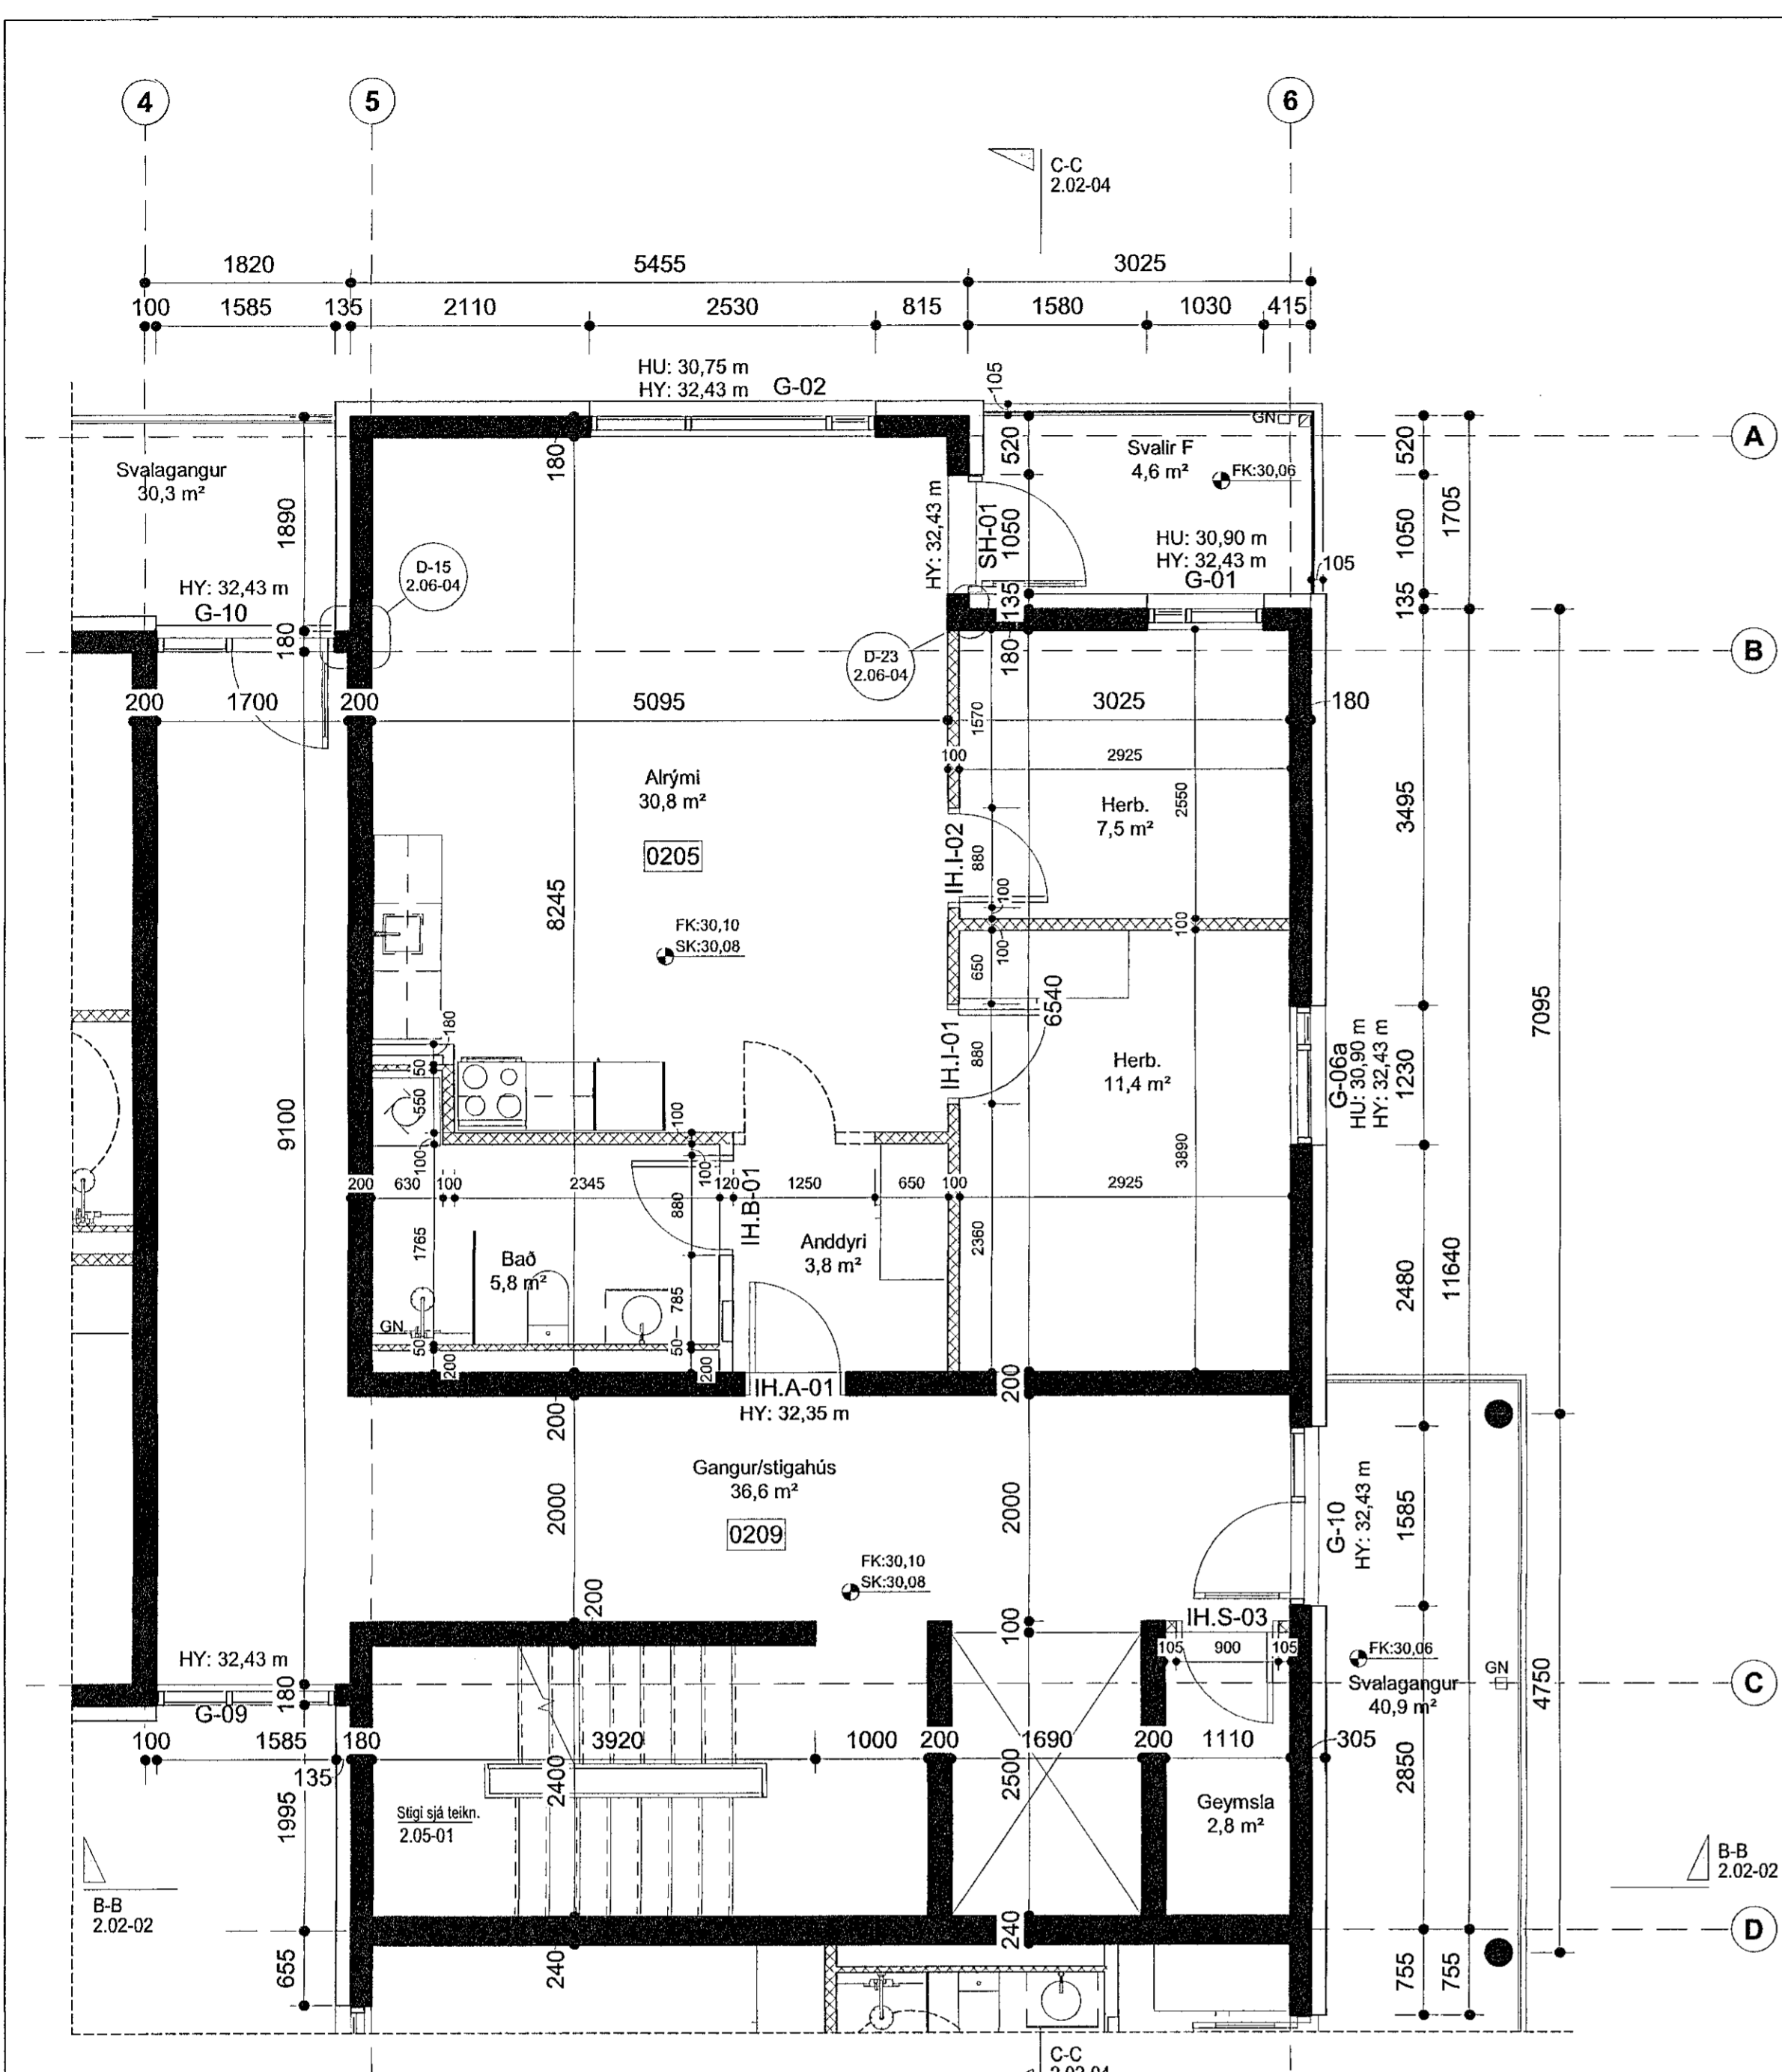 4
5
6
C-C
2.02-04
1820
5455
3025
100
1585
135
2110
2530
815
1580
1030
415
HU: 30,75 m
HY: 32,43 m
G-02
105
GN
A
Svalagangur
30,3 m²
180
520
Svalir F
4,6 m²
FK:30,06
520
1705
1890
HY: 32,43 m
SH-01
1050
HU: 30,90 m
HY: 32,43 m
G-01
1050
105
D-15
2.06-04
HY: 32,43 m
G-10
135
135
180
D-23
2.06-04
180
B
200
1700
200
5095
3025
180
1570
100
2925
Alrými
30,8 m²
Herb.
7,5 m²
2550
3495
0205
IH.I-02
880
8245
FK:30,10
SK:30,08
100
100
100
650
6540
7095
180
50
550
IH.I-01
880
Herb.
11,4 m²
G-06a
HU: 30,90 m
HY: 32,43 m
1230
9100
100
100
100
3890
200
630
100
2345
880
120
IH.B-01
1250
650
100
2925
1765
Bað
5,8 m²
Anddyri
3,8 m²
2360
2480
11640
785
GN
50
200
50
200
200
IH.A-01
HY: 32,35 m
200
Gangur/stigahús
36,6 m²
2000
2000
0209
G-10
HY: 32,43 m
1585
FK:30,10
SK:30,08
200
100
IH.S-03
105
900
105
FK:30,06
GN
Svalagangur
40,9 m²
HY: 32,43 m
180
G-09
C
4750
100
1585
180
3920
1000
200
1690
200
1110
305
135
2400
2500
2850
1995
Stigi sjá teikn.
2.05-01
Geymsla
2,8 m²
B-B
2.02-02
B-B
2.02-02
D
240
240
655
755
755
C-C
2.02-04